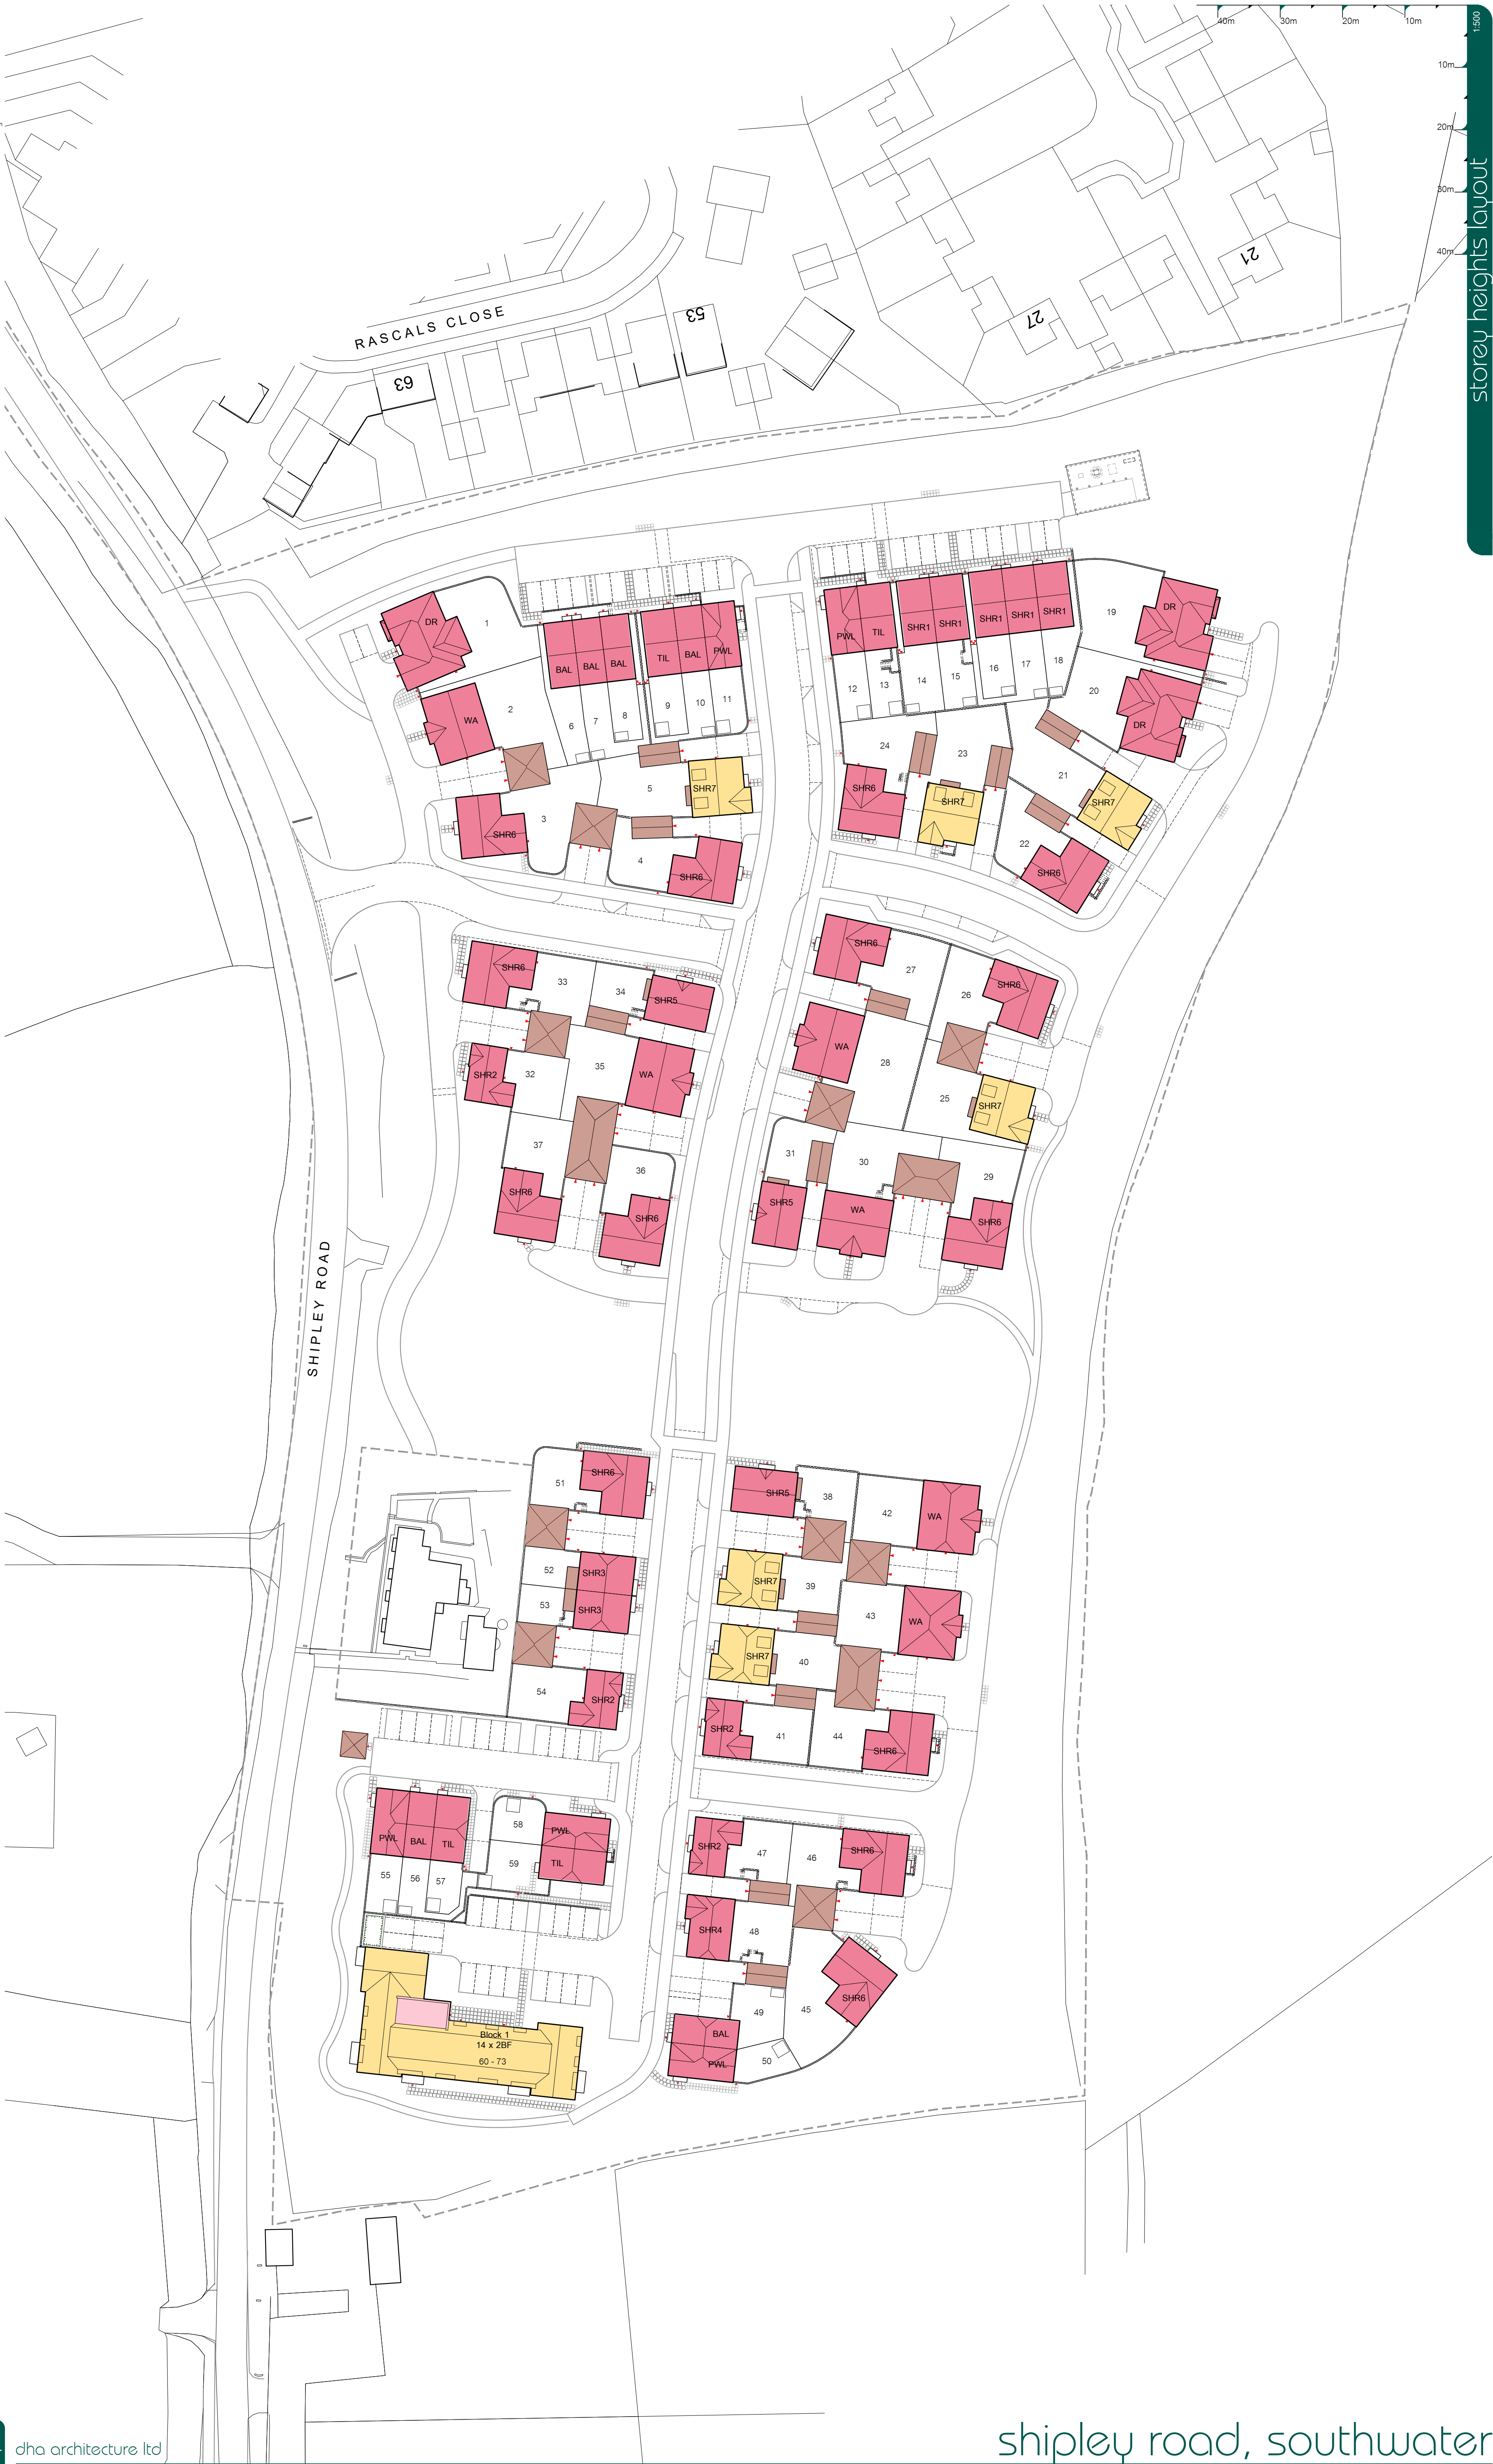 40m
30m
20m
10m
1:500
10m
20m
30m
40m
storey heights layout
21
27
53
RASCALS CLOSE
63
DR
1
BAL
BAL
BAL
TIL
BAL
PWL
PWL
TIL
SHR1
SHR1
SHR1
SHR1
SHR1
19
DR
WA
2
6
7
8
9
10
11
12
13
14
15
16
17
18
20
DR
5
SHR7
24
23
21
SHR6
SHR7
SHR7
SHR6
3
4
SHR6
22
SHR6
SHR6
33
34
SHR5
SHR6
27
26
SHR6
SHR2
32
35
WA
WA
28
25
SHR7
37
36
31
30
29
SHR6
SHR6
SHR5
WA
SHR6
SHIPLEY ROAD
51
SHR6
SHR5
38
42
WA
52
SHR3
53
SHR3
SHR7
39
43
WA
54
SHR2
SHR7
40
SHR2
41
44
SHR6
PWL
BAL
TIL
58
PWL
59
TIL
55
56
57
SHR2
47
46
SHR6
SHR4
48
SHR6
45
49
BAL
PWL
50
Block 1
14 x 2BF
60 - 73
dha architecture ltd
shipley road, southwater